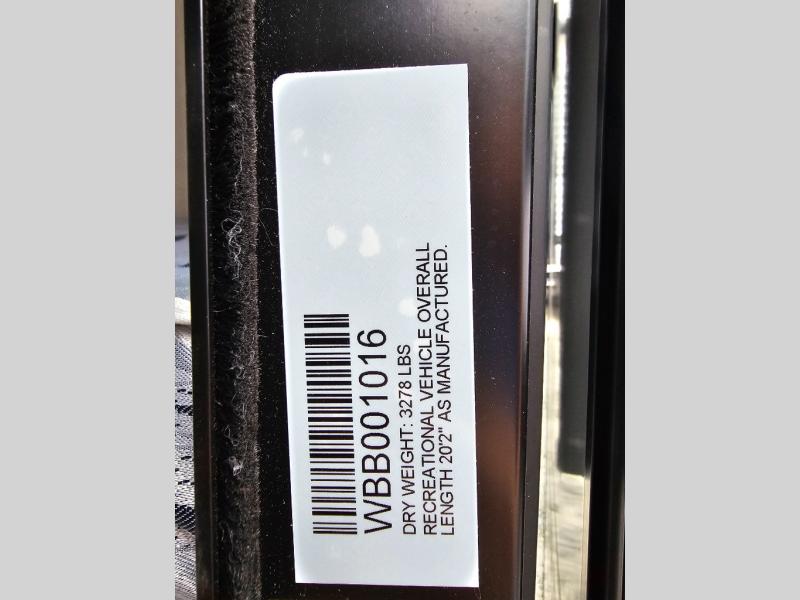 WBB001016
DRY WEIGHT: 3278 LBS
RECREATIONAL VEHICLE OVERALL
LENGTH 20'2" AS MANUFACTURED.